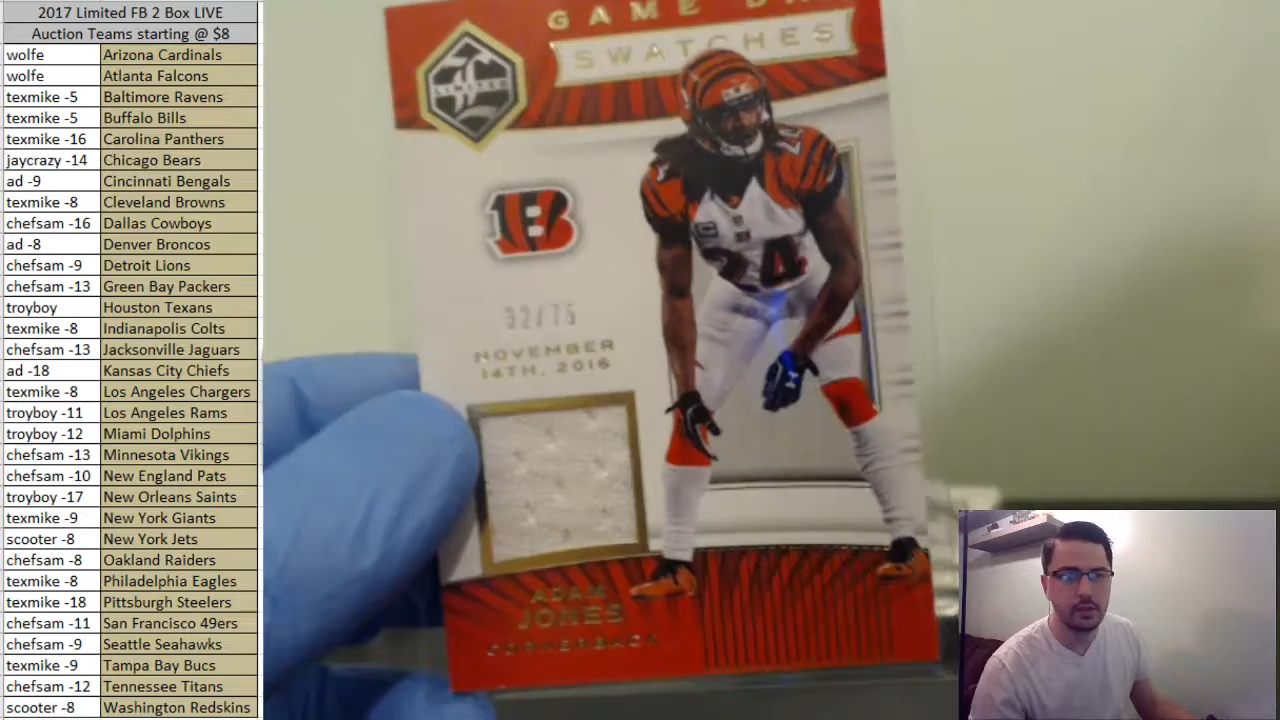 2017 Limited FB 2 Box LIVE
Auction Teams starting @ $8
wolfe Arizona Cardinals
wolfe Atlanta Falcons
texmike -5 Baltimore Ravens
texmike -5 Buffalo Bills
texmike -16 Carolina Panthers
jaycrazy -14 Chicago Bears
ad -9 Cincinnati Bengals
texmike -8 Cleveland Browns
chefsam -16 Dallas Cowboys
ad -8 Denver Broncos
chefsam -9 Detroit Lions
chefsam -13 Green Bay Packers
troyboy Houston Texans
texmike -8 Indianapolis Colts
chefsam -13 Jacksonville Jaguars
ad -18 Kansas City Chiefs
texmike -8 Los Angeles Chargers
troyboy -11 Los Angeles Rams
troyboy -12 Miami Dolphins
chefsam -13 Minnesota Vikings
chefsam -10 New England Pats
troyboy -17 New Orleans Saints
texmike -9 New York Giants
scooter -8 New York Jets
chefsam -8 Oakland Raiders
texmike -8 Philadelphia Eagles
texmike -18 Pittsburgh Steelers
chefsam -11 San Francisco 49ers
chefsam -9 Seattle Seahawks
texmike -9 Tampa Bay Bucs
chefsam -12 Tennessee Titans
scooter -8 Washington Redskins
GAME
SWATCHES
LIMITED
24
32/75
NOVEMBER
14TH, 2016
ADAM
JONES
CORNERBACK